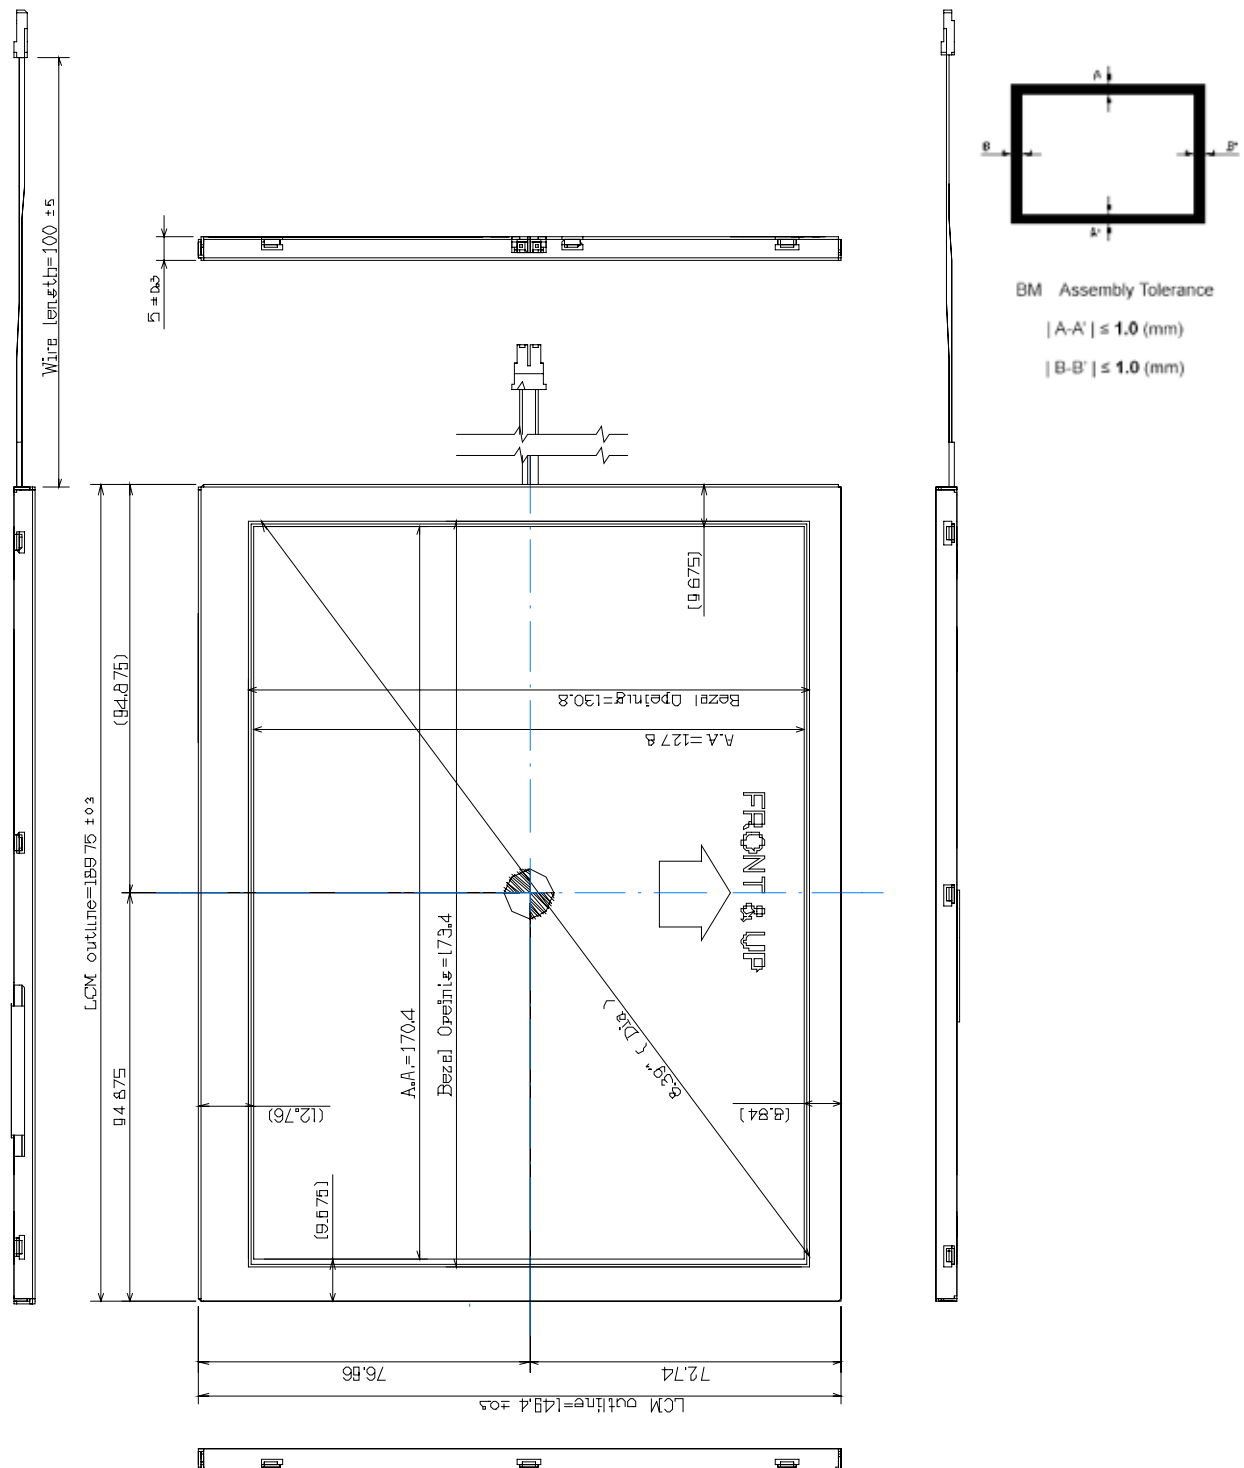 A
B
B'
A'
BM Assembly Tolerance
| A-A' | ≤ 1.0 (mm)
| B-B' | ≤ 1.0 (mm)
Wire length=100 ±5
5 ±0.3
(9.675)
(94.875)
Bezel Opeinig=130.8
A.A=127.8
FRONT & UP
LCM outline=189.75 ±0.3
Bezel Opeinig=173.4
A.A.=170.4
8.39" ( Dia )
94.875
(12.76)
(8.84)
(9.675)
76.66
72.74
LCM outline=149.4 ±0.3